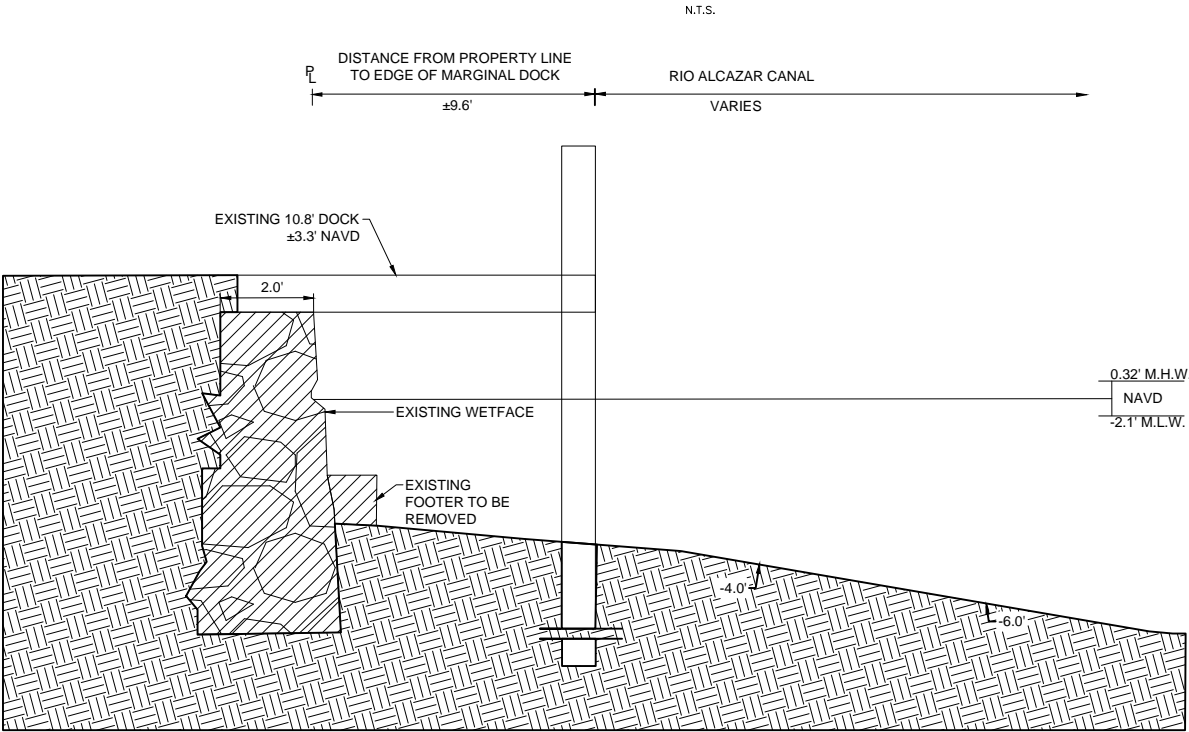 N.T.S.
DISTANCE FROM PROPERTY LINE
TO EDGE OF MARGINAL DOCK
PL
±9.6'
RIO ALCAZAR CANAL
VARIES
EXISTING 10.8' DOCK
±3.3' NAVD
2.0'
0.32' M.H.W.
NAVD
-2.1' M.L.W.
EXISTING WETFACE
EXISTING
FOOTER TO BE
REMOVED
-4.0'
-6.0'